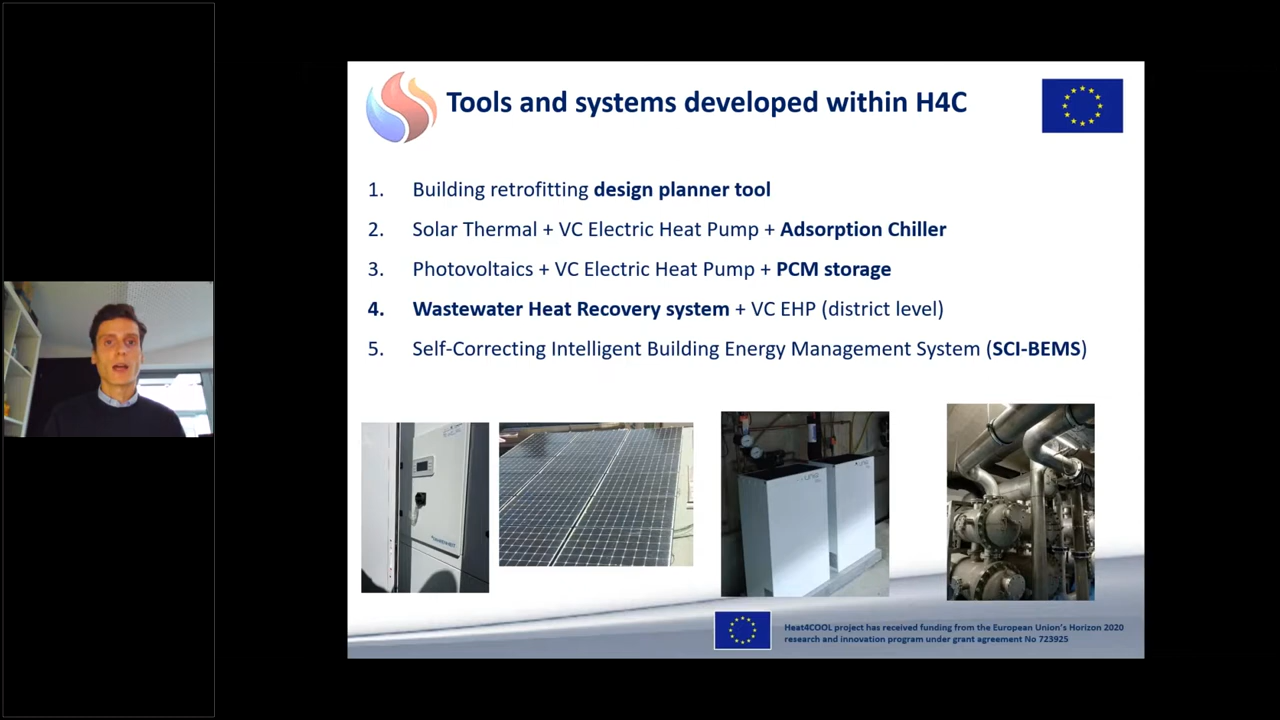 Tools and systems developed within H4C
1. Building retrofitting design planner tool
2. Solar Thermal + VC Electric Heat Pump + Adsorption Chiller
3. Photovoltaics + VC Electric Heat Pump + PCM storage
4. Wastewater Heat Recovery system + VC EHP (district level)
5. Self-Correcting Intelligent Building Energy Management System (SCI-BEMS)
Heat4COOL project has received funding from the European Union's Horizon 2020
research and innovation program under grant agreement No 723925